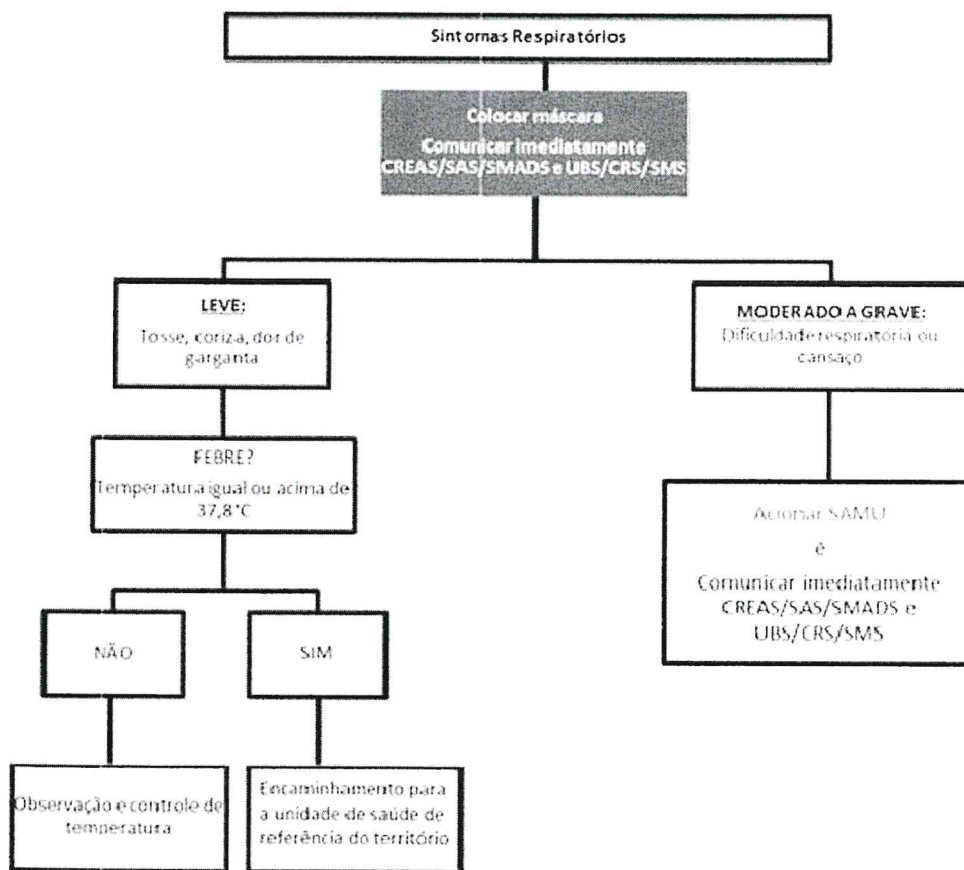 Sintomas Respiratórios
Colocar máscara
Comunicar imediatamente
CREAS/SAS/SMADS e UBS/CRS/SMS
LEVE:
Tosse, coriza, dor de
garganta
MODERADO A GRAVE:
Dificuldade respiratória ou
cansaço
FEBRE?
Temperatura igual ou acima de
37,8°C
Acionar SAMU
é
Comunicar imediatamente
CREAS/SAS/SMADS e
UBS/CRS/SMS
NÃO
SIM
Observação e controle de
temperatura
Encaminhamento para
a unidade de saúde de
referência do território